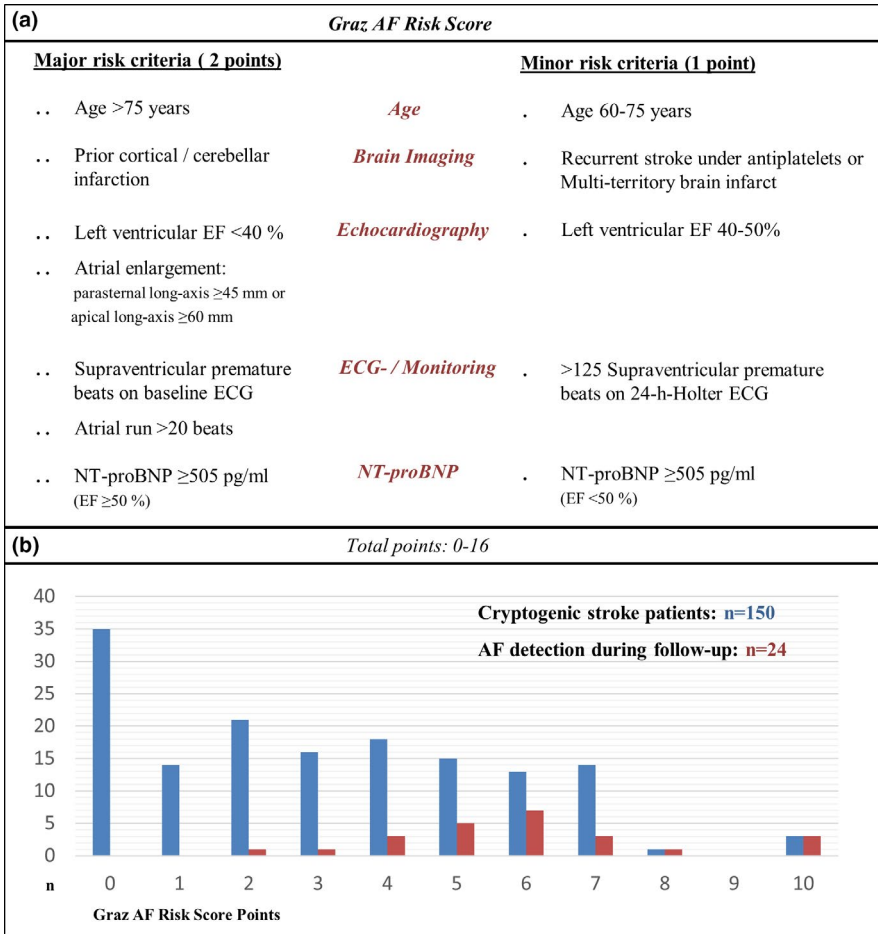 (a) Graz AF Risk Score
Major risk criteria ( 2 points)
Minor risk criteria (1 point)
.. Age >75 years
Age
. Age 60-75 years
.. Prior cortical / cerebellar
infarction
Brain Imaging
. Recurrent stroke under antiplatelets or
Multi-territory brain infarct
.. Left ventricular EF <40 %
Echocardiography
. Left ventricular EF 40-50%
.. Atrial enlargement:
parasternal long-axis ≥45 mm or
apical long-axis ≥60 mm
.. Supraventricular premature
beats on baseline ECG
ECG- / Monitoring
. >125 Supraventricular premature
beats on 24-h-Holter ECG
.. Atrial run >20 beats
.. NT-proBNP ≥505 pg/ml
(EF ≥50 %)
NT-proBNP
. NT-proBNP ≥505 pg/ml
(EF <50 %)
(b) Total points: 0-16
Cryptogenic stroke patients: n=150
AF detection during follow-up: n=24
40
35
30
25
20
15
10
5
0
n 0 1 2 3 4 5 6 7 8 9 10
Graz AF Risk Score Points